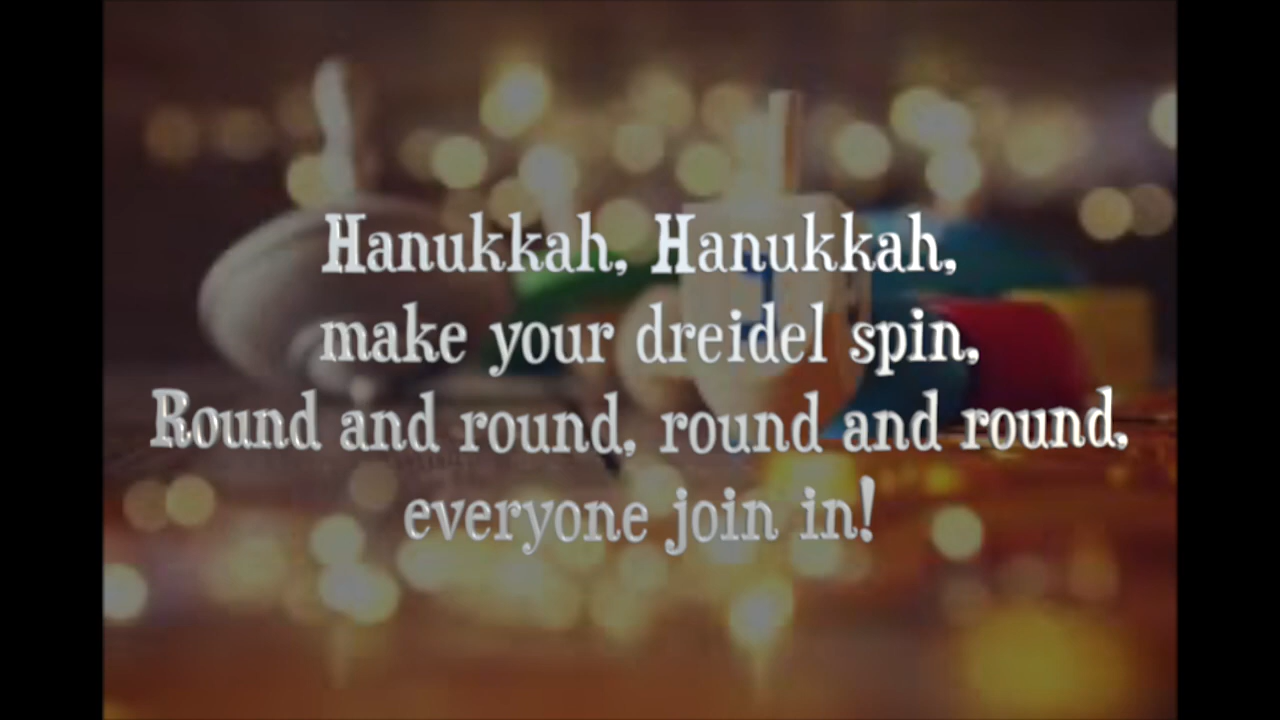 Hanukkah, Hanukkah,
make your dreidel spin,
Round and round, round and round,
everyone join in!